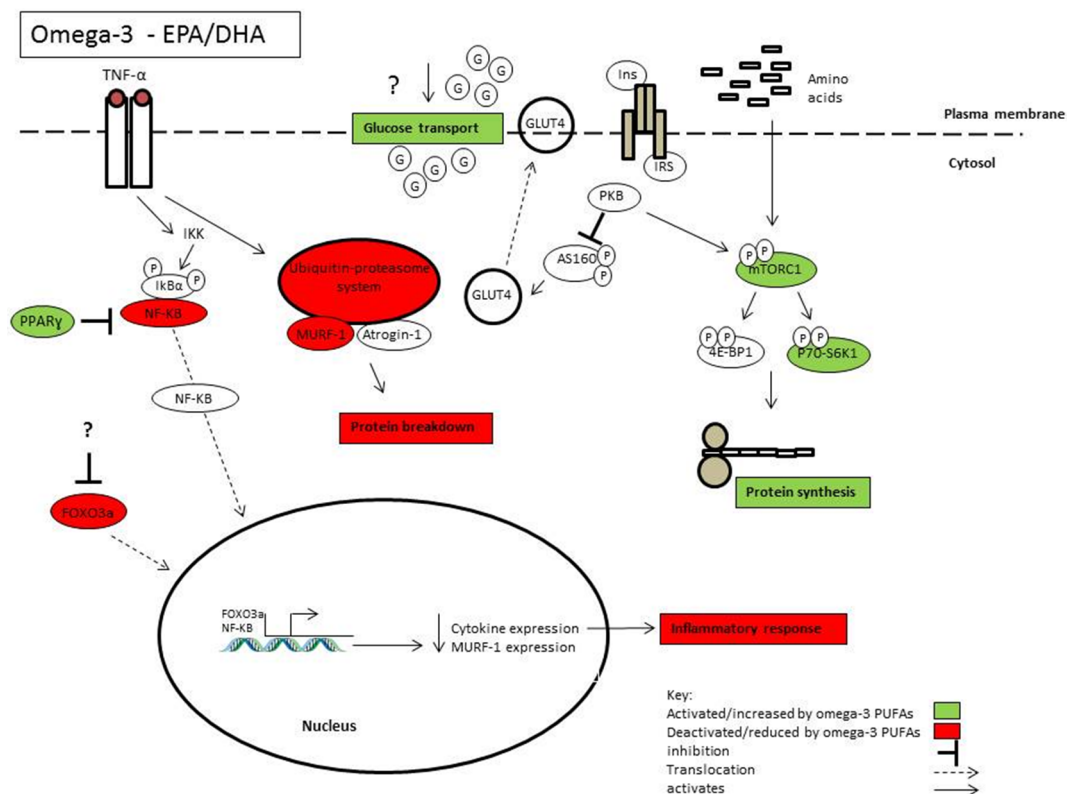 Omega-3 - EPA/DHA
TNF-α
?
G
G
G
G
G
Glucose transport
G
G
G
G
G
GLUT4
Ins
IRS
Amino
acids
Plasma membrane
Cytosol
PKB
IKK
P
P
IkBα
NF-KB
PPARɣ
Ubiquitin-proteasome
system
MURF-1
Atrogin-1
AS160
P
P
GLUT4
P
P
mTORC1
P
P
4E-BP1
P
P
P70-S6K1
NF-KB
Protein breakdown
?
FOXO3a
Protein synthesis
FOXO3a
NF-KB
Cytokine expression
MURF-1 expression
Inflammatory response
Nucleus
Key:
Activated/increased by omega-3 PUFAs
Deactivated/reduced by omega-3 PUFAs
inhibition
Translocation
activates